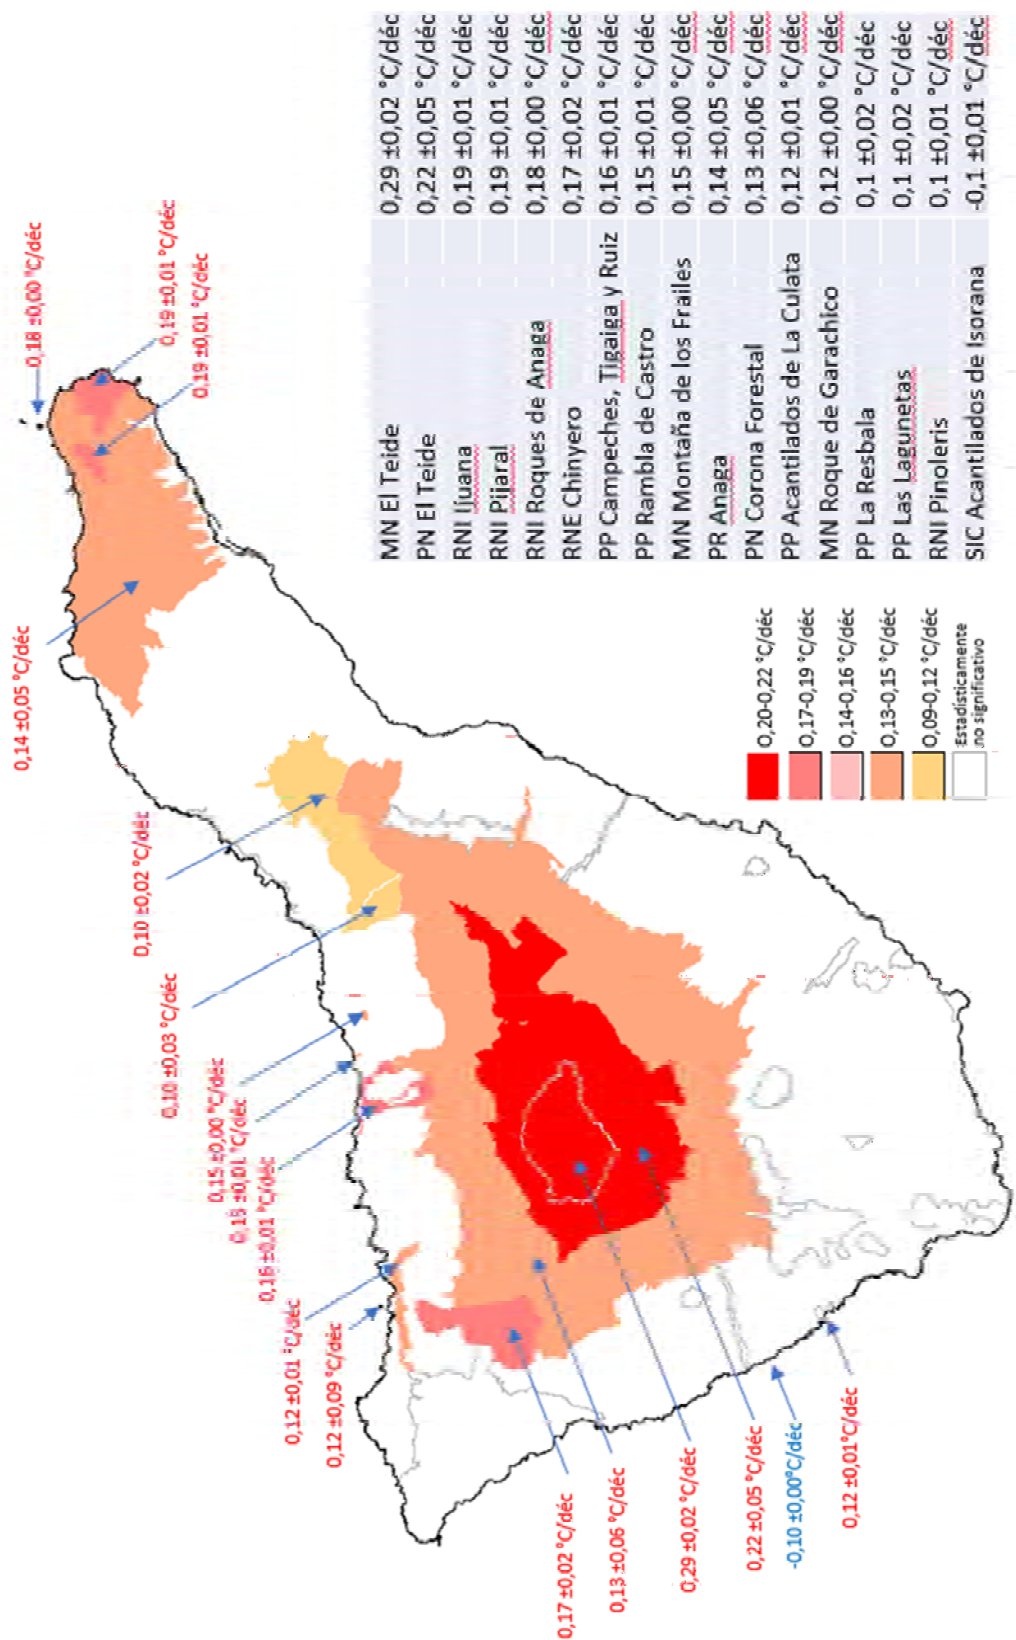 0,18 ±0,00 °C/déc
0,19 ±0,01 °C/déc
0,19 ±0,01 °C/déc
0,14 ±0,05 °C/déc
0,10 ±0,02 °C/déc
0,10 ±0,03 °C/déc
0,15 ±0,00 °C/déc
±0,01 °C/déc
0,16 ±0,01 °C/déc
0,12 ±0,01 °C/déc
0,12 ±0,09 °C/déc
0,17 ±0,02 °C/déc
0,13 ±0,06 °C/déc
0,29 ±0,02 °C/déc
0,22 ±0,05 °C/déc
-0,10 ±0,00°C/déc
0,12 ±0,01°C/déc
0,20-0,22 °C/déc
0,17-0,19 °C/déc
0,14-0,16 °C/déc
0,13-0,15 °C/déc
0,09-0,12 °C/déc
Estadísticamente
no significativo
MN El Teide 0,29 ±0,02 °C/déc
PN El Teide 0,22 ±0,05 °C/déc
RNI Ijuana 0,19 ±0,01 °C/déc
RNI Pijaral 0,19 ±0,01 °C/déc
RNI Roques de Anaga 0,18 ±0,00 °C/déc
RNE Chinyero 0,17 ±0,02 °C/déc
PP Campeches, Tigaiga y Ruiz 0,16 ±0,01 °C/déc
PP Rambla de Castro 0,15 ±0,01 °C/déc
MN Montaña de los Frailes 0,15 ±0,00 °C/déc
PR Anaga 0,14 ±0,05 °C/déc
PN Corona Forestal 0,13 ±0,06 °C/déc
PP Acantilados de La Culata 0,12 ±0,01 °C/déc
MN Roque de Garachico 0,12 ±0,00 °C/déc
PP La Resbala 0,1 ±0,02 °C/déc
PP Las Lagunetas 0,1 ±0,02 °C/déc
RNI Pinoleris 0,1 ±0,01 °C/déc
SIC Acantilados de Isorana -0,1 ±0,01 °C/déc